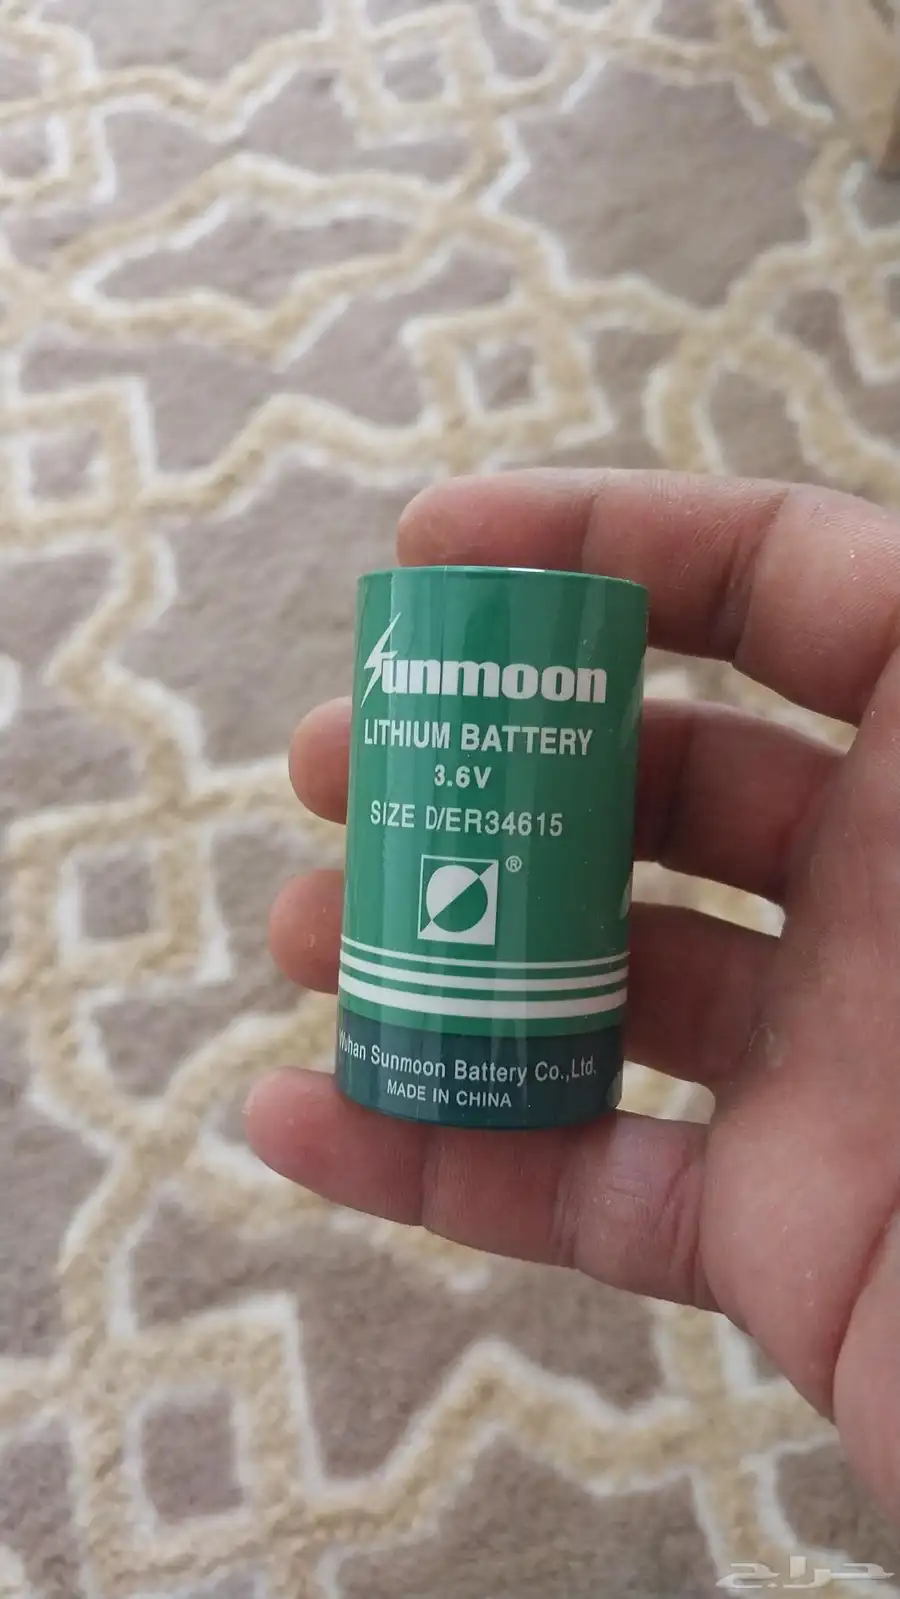 Sunmoon
LITHIUM BATTERY
3.6V
SIZE D/ER34615
®
Wuhan Sunmoon Battery Co.,Ltd.
MADE IN CHINA
حراج